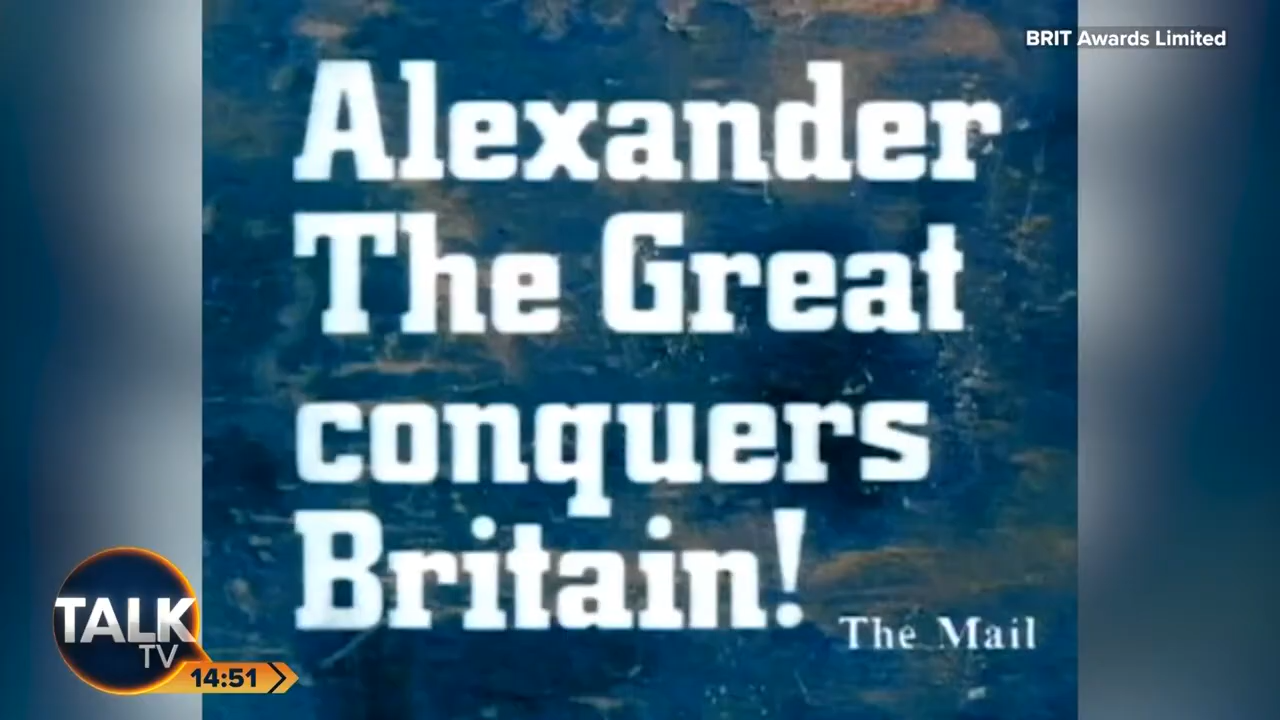 BRIT Awards Limited
Alexander
The Great
conquers
Britain!
The Mail
TALK
TV
14:51